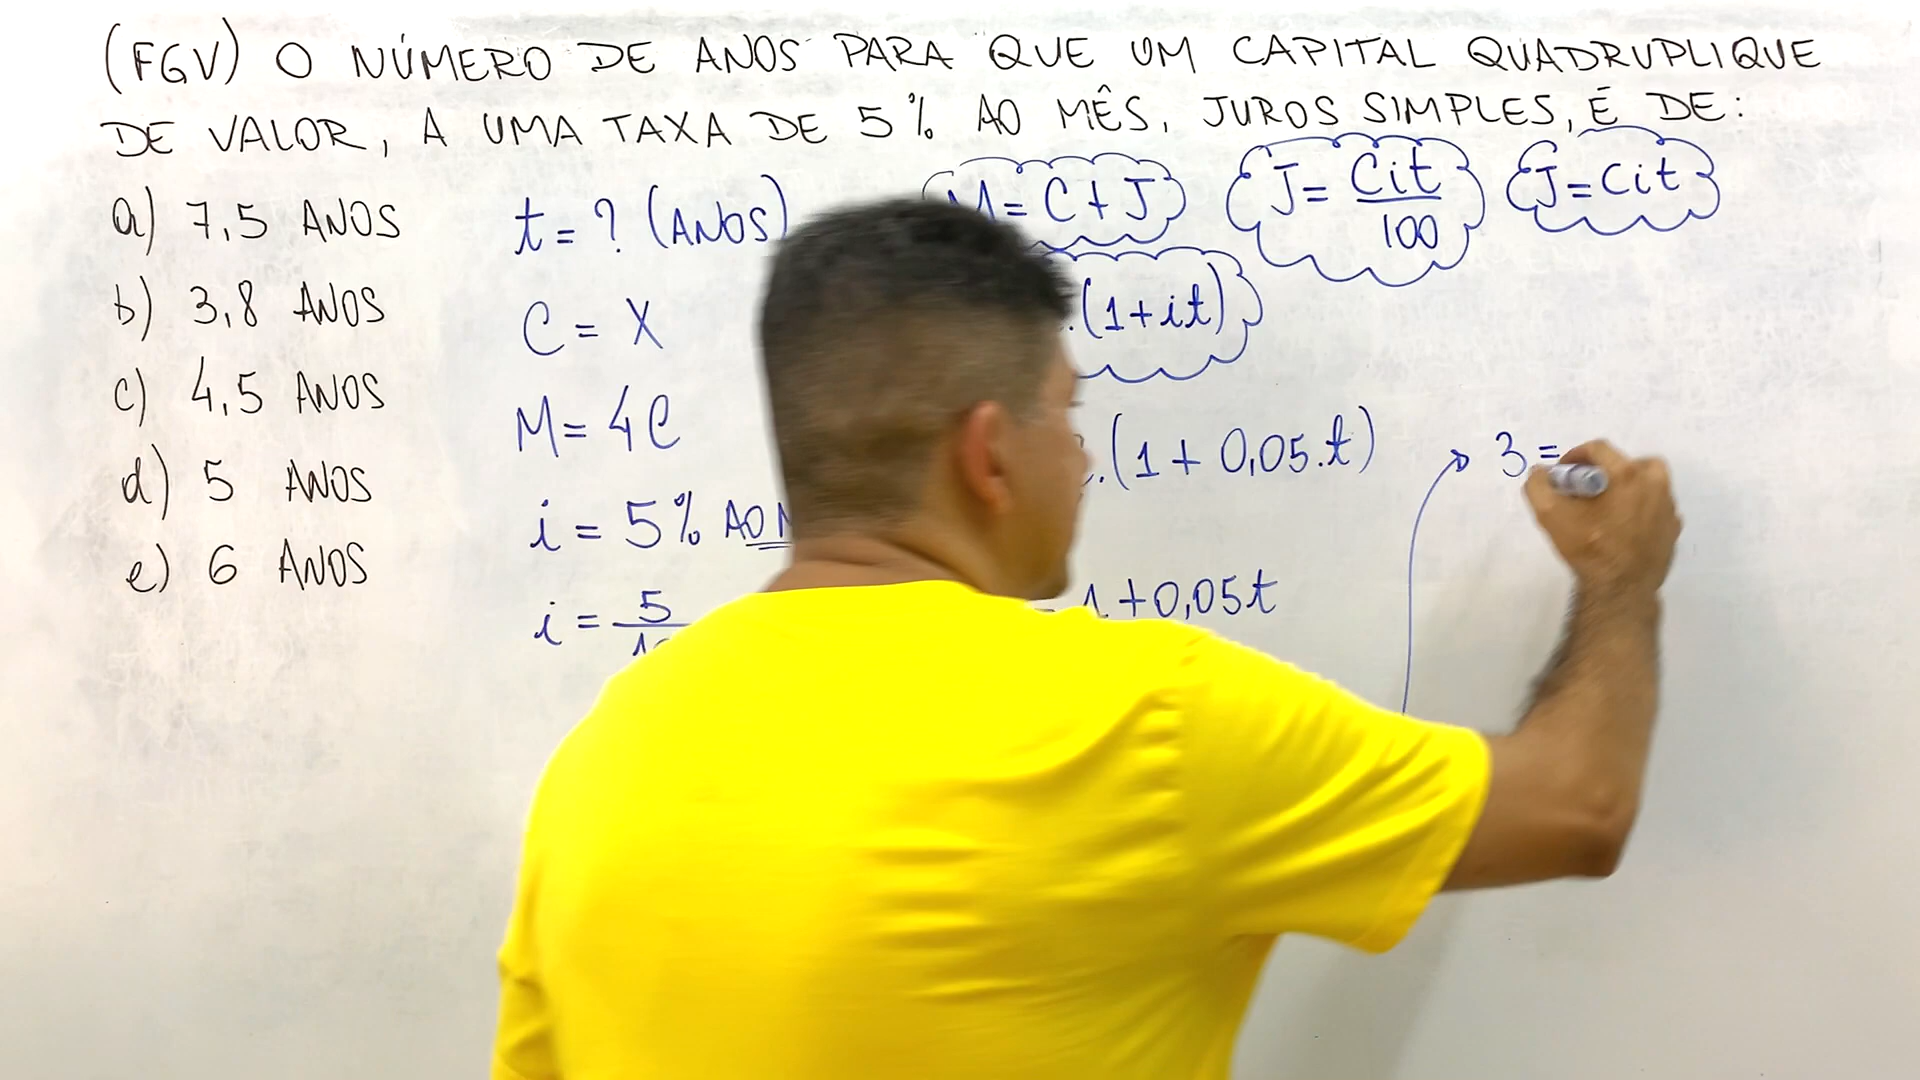 (FGV) O NÚMERO DE ANOS PARA QUE UM CAPITAL QUADRUPLIQUE
DE VALOR, A UMA TAXA DE 5% AO MÊS, JUROS SIMPLES, É DE:
a) 7,5 ANOS
b) 3,8 ANOS
c) 4,5 ANOS
d) 5 ANOS
e) 6 ANOS
t = ? (ANOS)
C = X
M = 4C
i = 5% AO
i = 5
M = C + J
J = Cit/100
J = Cit
.(1+it)
.(1 + 0,05.t)
= 1 + 0,05t
3 =